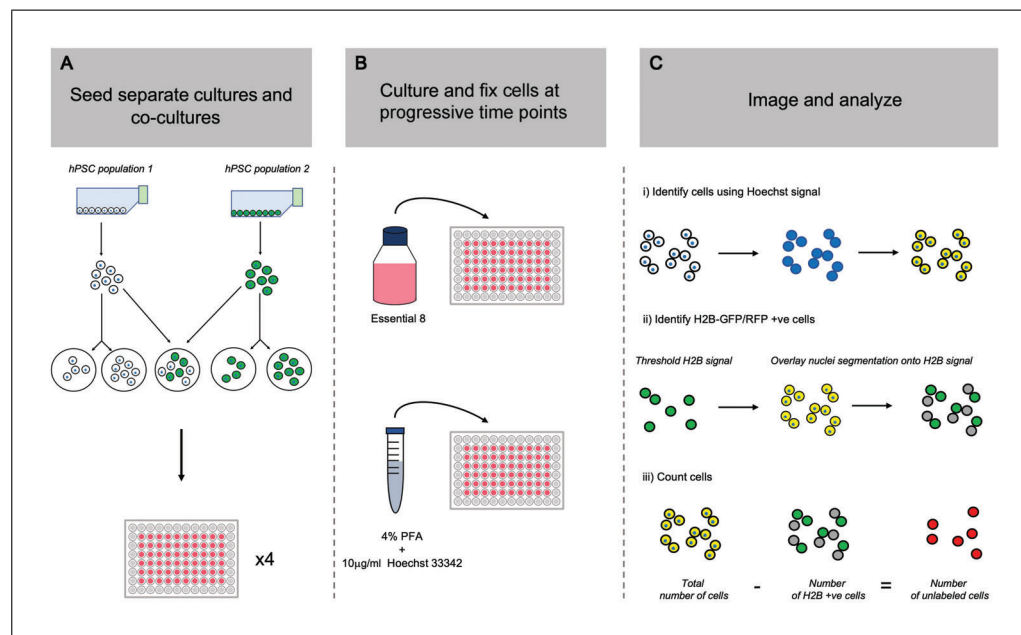 A
Seed separate cultures and
co-cultures
hPSC population 1
hPSC population 2
x4
B
Culture and fix cells at
progressive time points
Essential 8
4% PFA
+
10µg/ml Hoechst 33342
C
Image and analyze
i) Identify cells using Hoechst signal
ii) Identify H2B-GFP/RFP +ve cells
Threshold H2B signal
Overlay nuclei segmentation onto H2B signal
iii) Count cells
Total
number of cells
-
Number
of H2B +ve cells
=
Number
of unlabeled cells